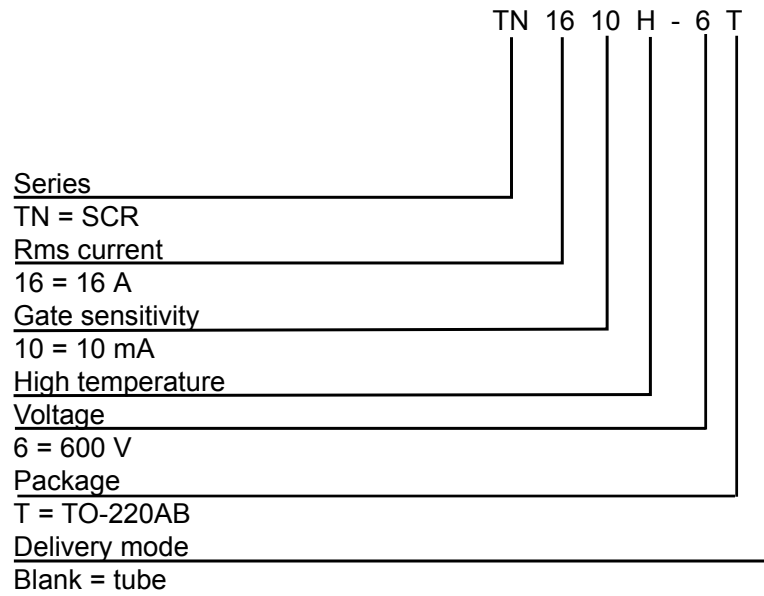 TN 16 10 H - 6 T
Series
TN = SCR
Rms current
16 = 16 A
Gate sensitivity
10 = 10 mA
High temperature
Voltage
6 = 600 V
Package
T = TO-220AB
Delivery mode
Blank = tube